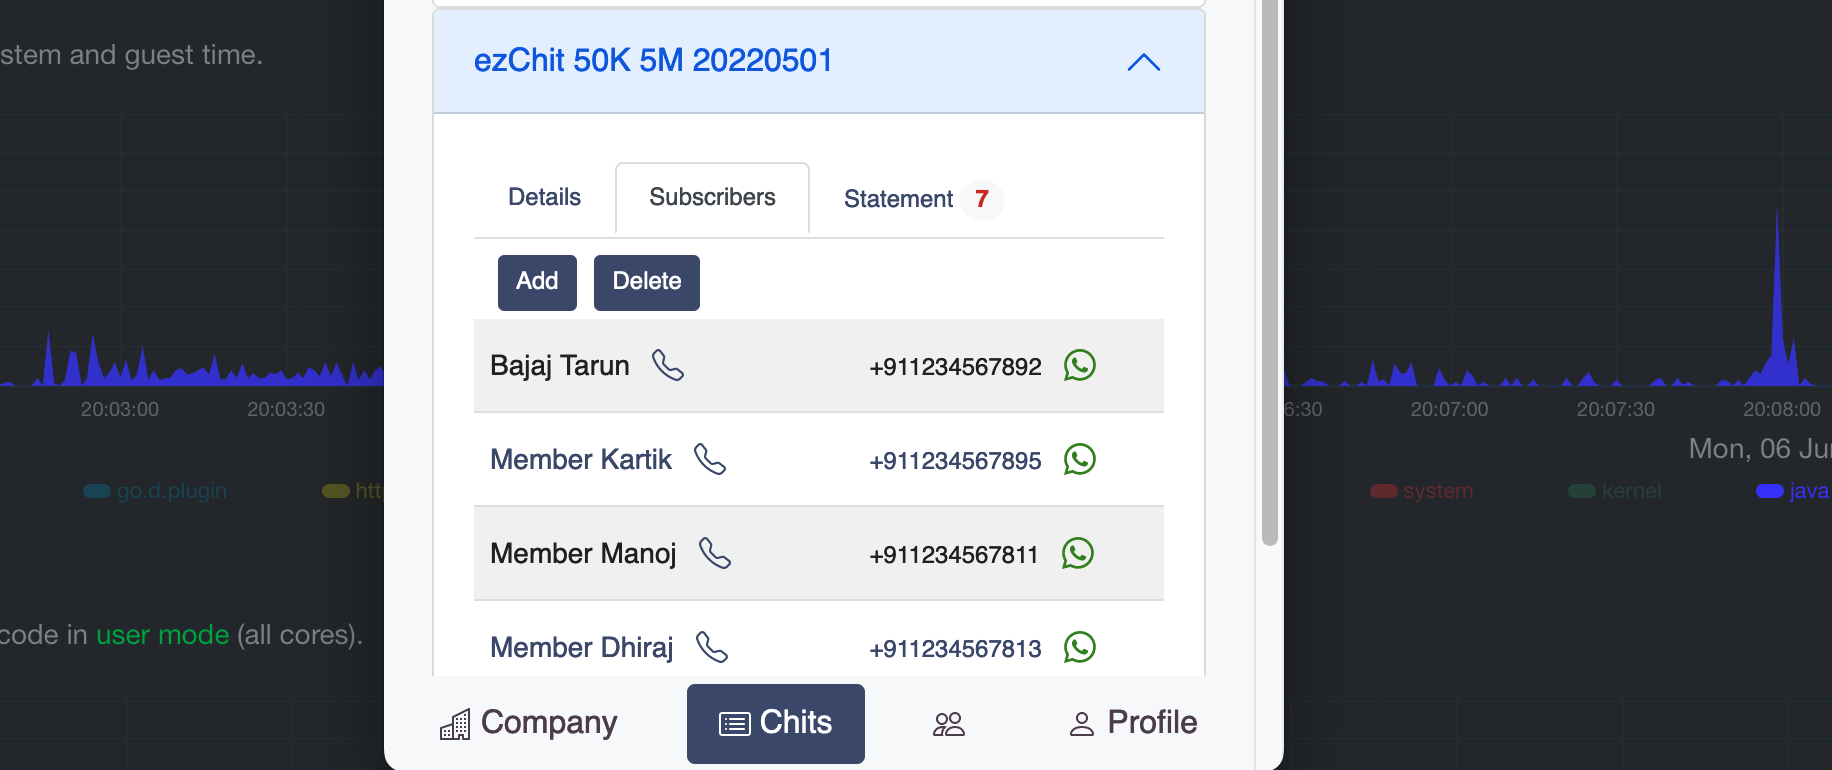 stem and guest time.
ezChit 50K 5M 20220501
Details Subscribers Statement 7
Add Delete
Bajaj Tarun +911234567892
Member Kartik +911234567895
Member Manoj +911234567811
Member Dhiraj +911234567813
Company Chits Profile
20:03:00 20:03:30
6:30 20:07:00 20:07:30 20:08:00
Mon, 06 Jun
go.d.plugin htt
system kernel java
code in user mode (all cores).